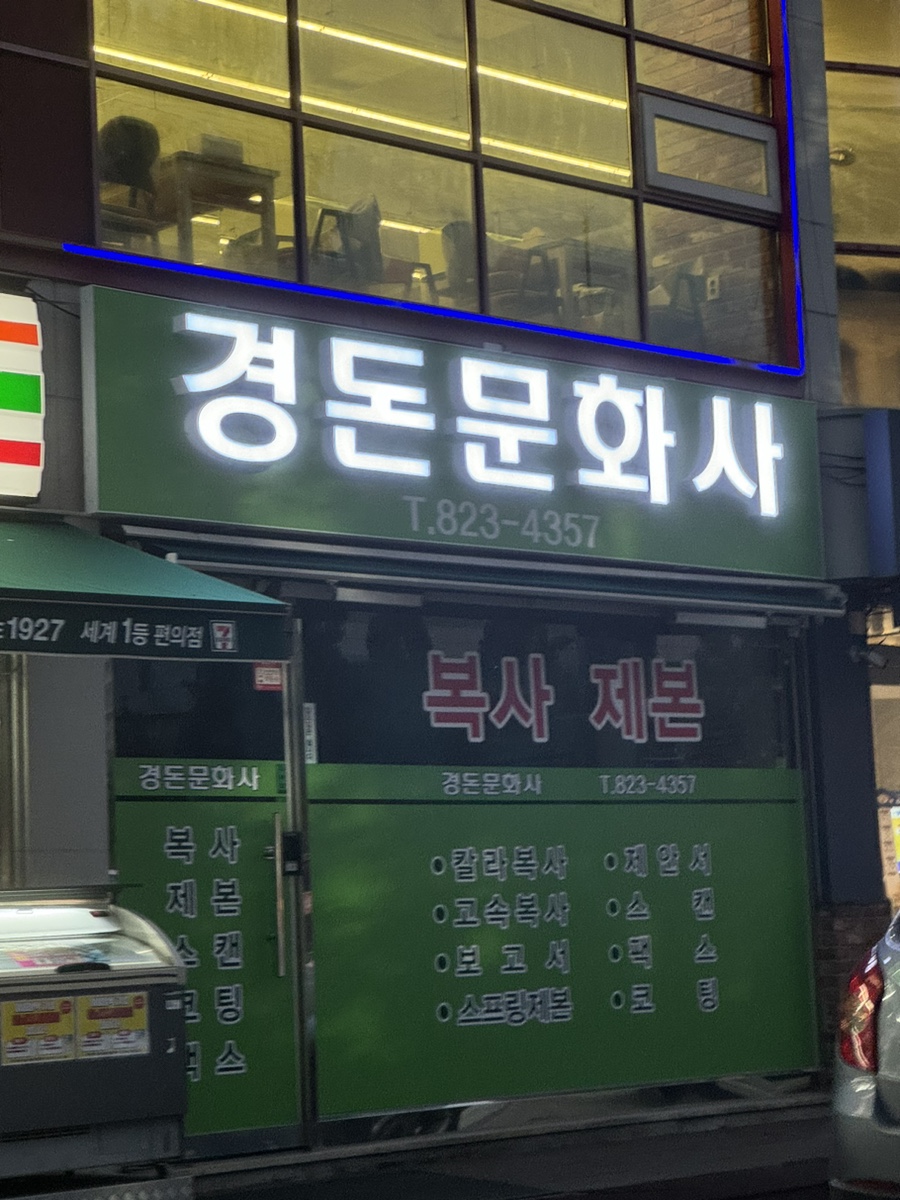 경돈문화사
T.823-4357
1927 세계 1등 편의점
복사 제본
경돈문화사
경돈문화사 T.823-4357
복사
제본
스캔
코팅
팩스
•칼라복사 •제안서
•고속복사 •스캔
•보고서 •팩스
•스프링제본 •코팅